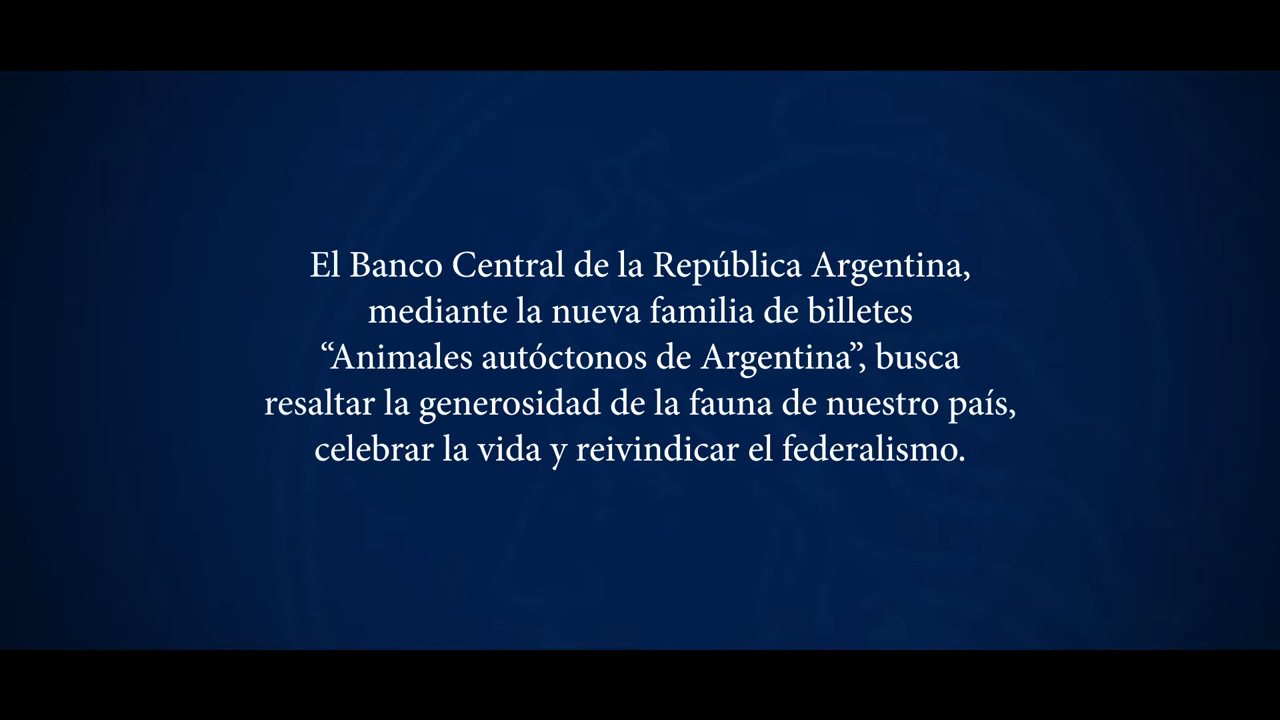 El Banco Central de la República Argentina,
mediante la nueva familia de billetes
“Animales autóctonos de Argentina”, busca
resaltar la generosidad de la fauna de nuestro país,
celebrar la vida y reivindicar el federalismo.